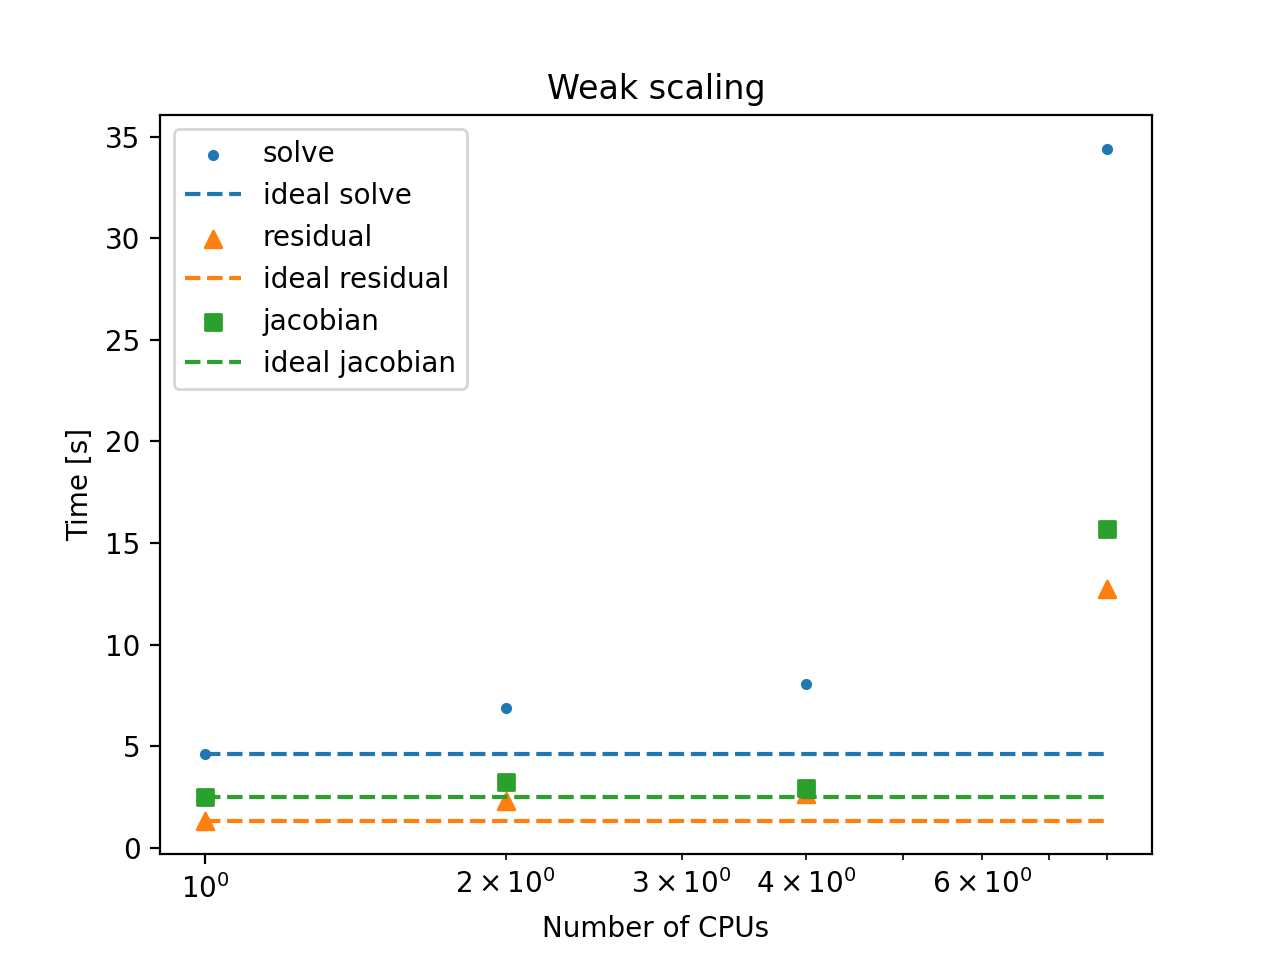 Weak scaling
35
30
25
20
15
10
5
0
Time [s]
solve
ideal solve
residual
ideal residual
jacobian
ideal jacobian
10⁰ 2 × 10⁰ 3 × 10⁰ 4 × 10⁰ 6 × 10⁰
Number of CPUs